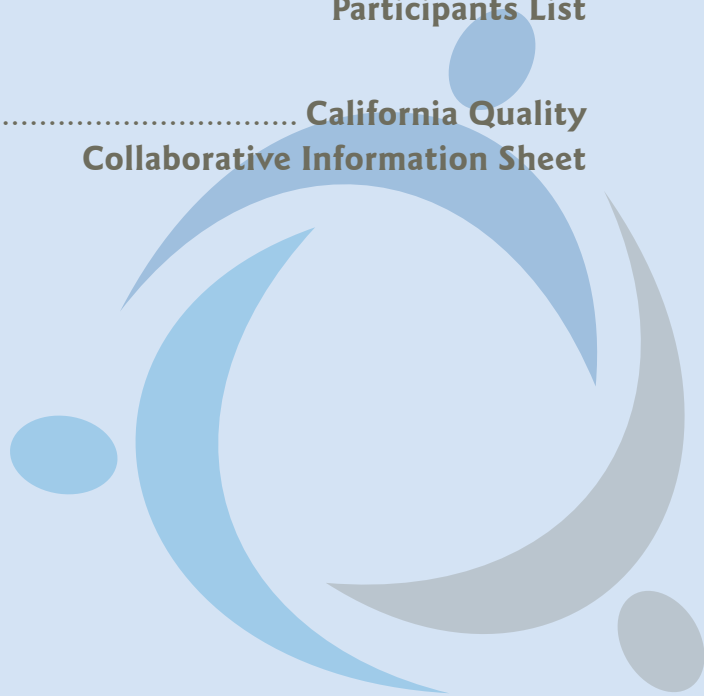 Participants List
.............................. California Quality
Collaborative Information Sheet